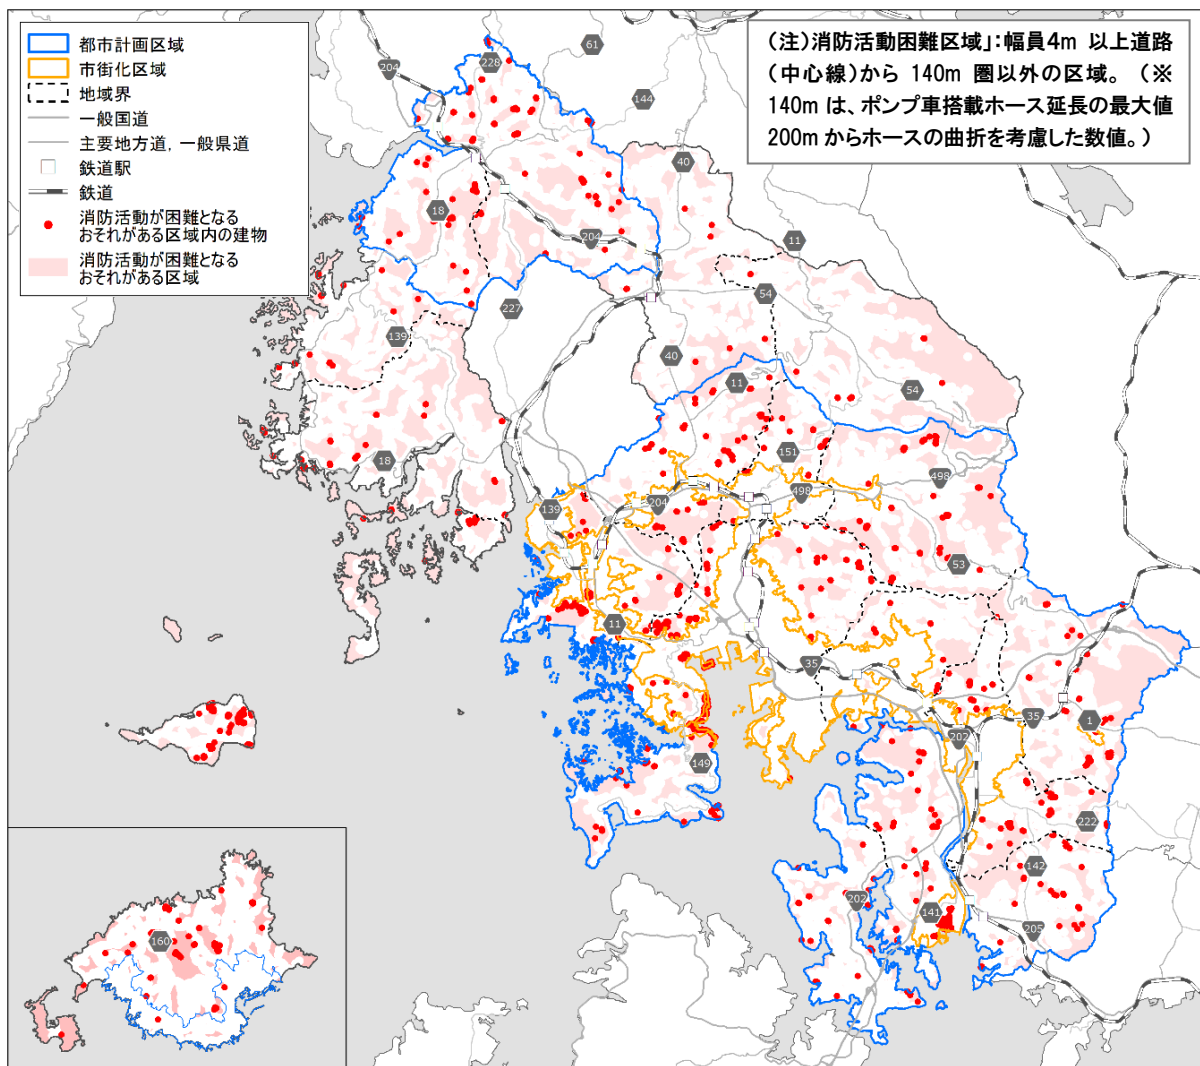 都市計画区域
市街化区域
地域界
一般国道
主要地方道，一般県道
鉄道駅
鉄道
消防活動が困難となる
おそれがある区域内の建物
消防活動が困難となる
おそれがある区域
(注)消防活動困難区域」：幅員4m 以上道路
(中心線)から 140m 圏以外の区域。（※
140m は、ポンプ車搭載ホース延長の最大値
200m からホースの曲折を考慮した数値。）
61
228
204
144
40
18
11
204
54
227
139
40
11
54
151
18
498
498
204
139
53
11
35
35
1
202
149
222
142
202
141
205
160